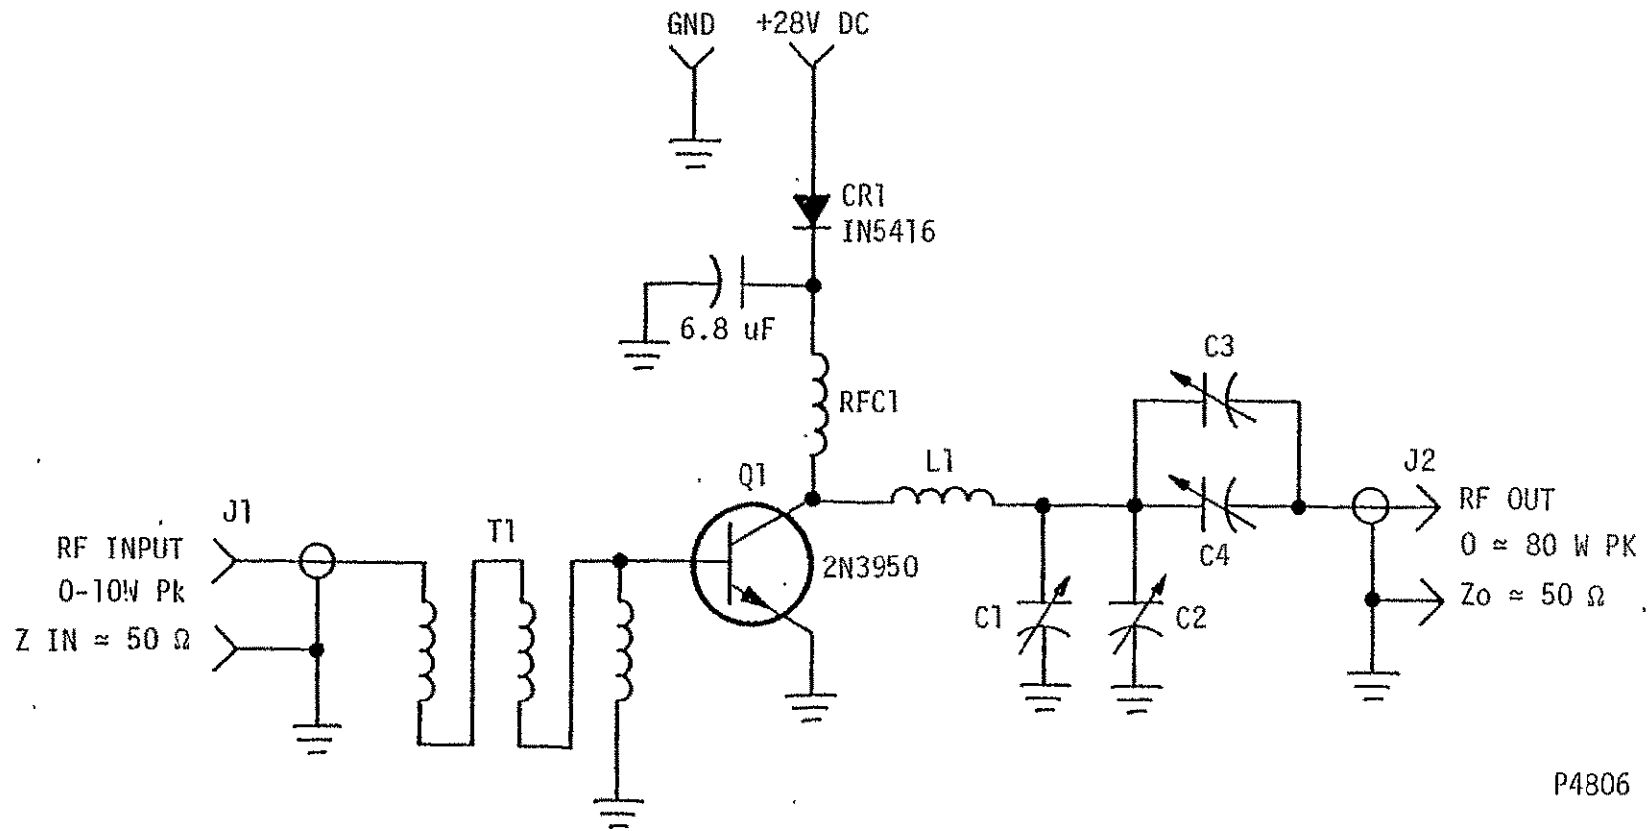 GND
+28V DC
CR1
IN5416
6.8 uF
RFC1
C3
Q1
L1
J2
J1
T1
RF OUT
0 ≈ 80 W PK
RF INPUT
0-10W Pk
2N3950
C4
Zo ≈ 50 Ω
Z IN ≈ 50 Ω
C1
C2
P4806